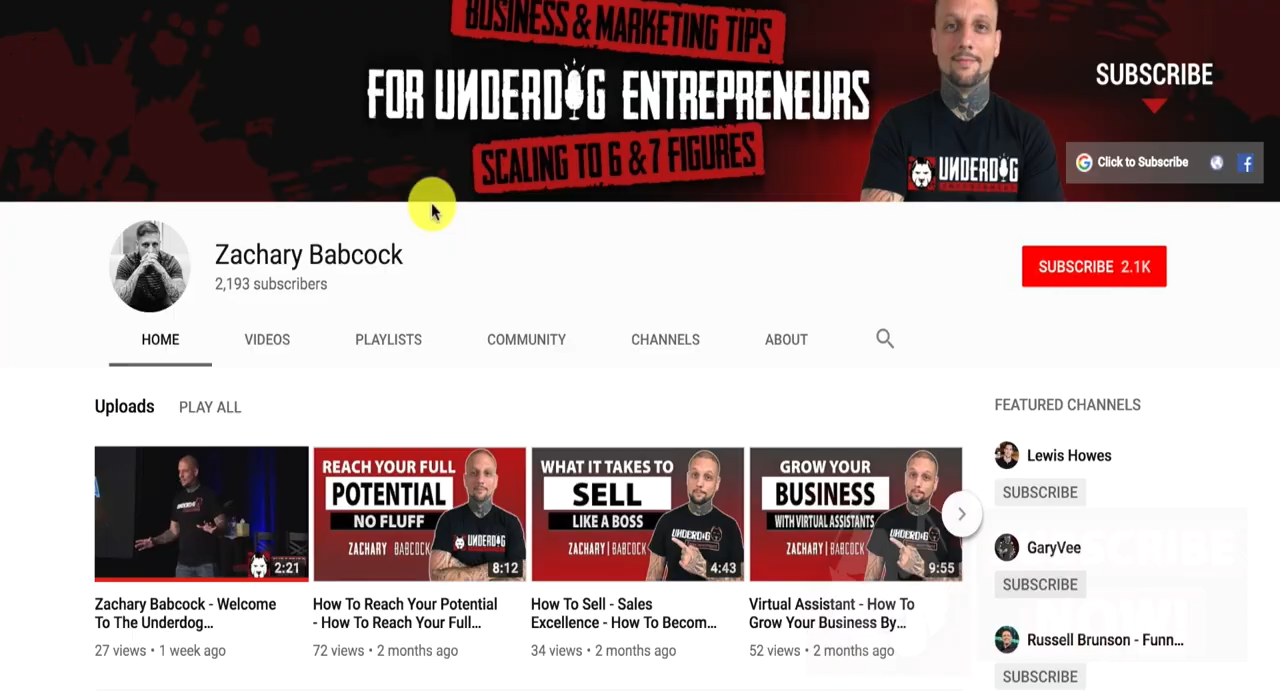 BUSINESS & MARKETING TIPS
FOR UNDERDOG ENTREPRENEURS
SCALING TO 6 & 7 FIGURES
SUBSCRIBE
UNDERDOG
Click to Subscribe
Zachary Babcock
2,193 subscribers
SUBSCRIBE 2.1K
HOME VIDEOS PLAYLISTS COMMUNITY CHANNELS ABOUT
Uploads PLAY ALL
2:21
REACH YOUR FULL
POTENTIAL
NO FLUFF
ZACHARY BABCOCK
UNDERDOG
8:12
WHAT IT TAKES TO
SELL
LIKE A BOSS
ZACHARY | BABCOCK
UNDERDOG
4:43
GROW YOUR
BUSINESS
WITH VIRTUAL ASSISTANTS
ZACHARY | BABCOCK
9:55
Zachary Babcock - Welcome
To The Underdog...
27 views • 1 week ago
How To Reach Your Potential
- How To Reach Your Full...
72 views • 2 months ago
How To Sell - Sales
Excellence - How To Becom...
34 views • 2 months ago
Virtual Assistant - How To
Grow Your Business By...
52 views • 2 months ago
FEATURED CHANNELS
Lewis Howes
SUBSCRIBE
GaryVee
SUBSCRIBE
Russell Brunson - Funn...
SUBSCRIBE